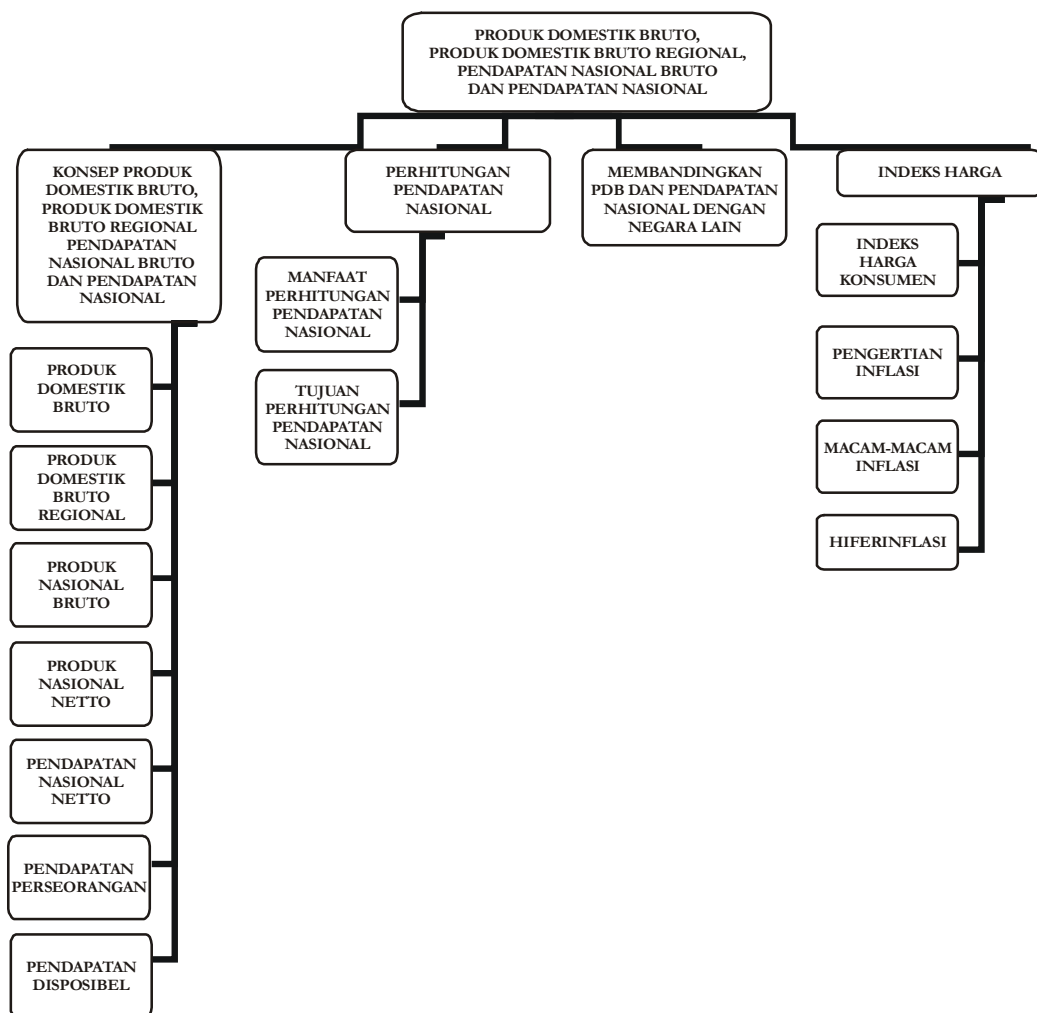 PRODUK DOMESTIK BRUTO,
PRODUK DOMESTIK BRUTO REGIONAL,
PENDAPATAN NASIONAL BRUTO
DAN PENDAPATAN NASIONAL
KONSEP PRODUK
DOMESTIK BRUTO,
PRODUK DOMESTIK
BRUTO REGIONAL
PENDAPATAN
NASIONAL BRUTO
DAN PENDAPATAN
NASIONAL
PRODUK
DOMESTIK
BRUTO
PRODUK
DOMESTIK
BRUTO
REGIONAL
PRODUK
NASIONAL
BRUTO
PRODUK
NASIONAL
NETTO
PENDAPATAN
NASIONAL
NETTO
PENDAPATAN
PERSEORANGAN
PENDAPATAN
DISPOSIBEL
PERHITUNGAN
PENDAPATAN
NASIONAL
MANFAAT
PERHITUNGAN
PENDAPATAN
NASIONAL
TUJUAN
PERHITUNGAN
PENDAPATAN
NASIONAL
MEMBANDINGKAN
PDB DAN PENDAPATAN
NASIONAL DENGAN
NEGARA LAIN
INDEKS HARGA
INDEKS
HARGA
KONSUMEN
PENGERTIAN
INFLASI
MACAM-MACAM
INFLASI
HIFERINFLASI